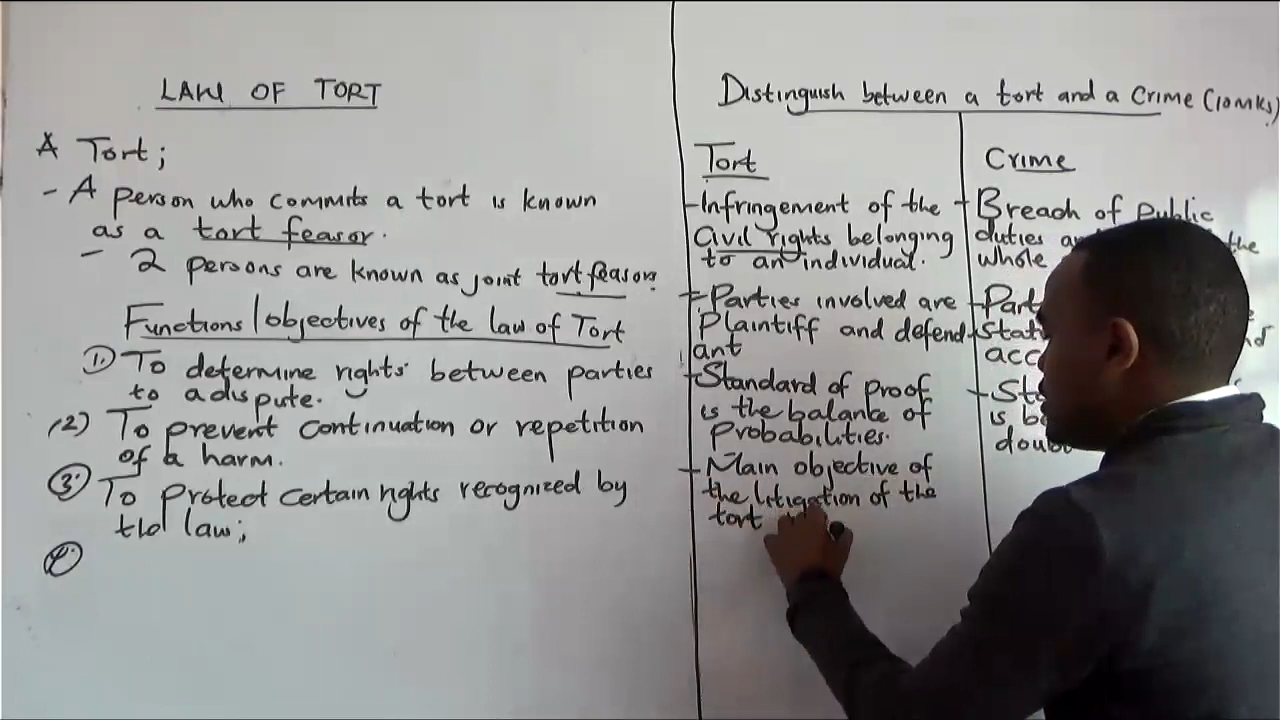 LAW OF TORT
A Tort;
- A person who commits a tort is known
as a tort feasor.
- 2 persons are known as joint tortfeasors
Functions/objectives of the law of Tort
1. To determine rights between parties
to a dispute.
(2) To prevent continuation or repetition
of a harm.
3. To protect certain rights recognized by
the law;
4.
Distinguish between a tort and a Crime (10mks)
Tort
- Infringement of the
civil rights belonging
to an individual.
- Parties involved are
Plaintiff and defend
ant
- Standard of proof
is the balance of
Probabilities.
- Main objective of
the litigation of the
tort
Crime
- Breach of public
duties the
whole
-
acc
-
is
doubt